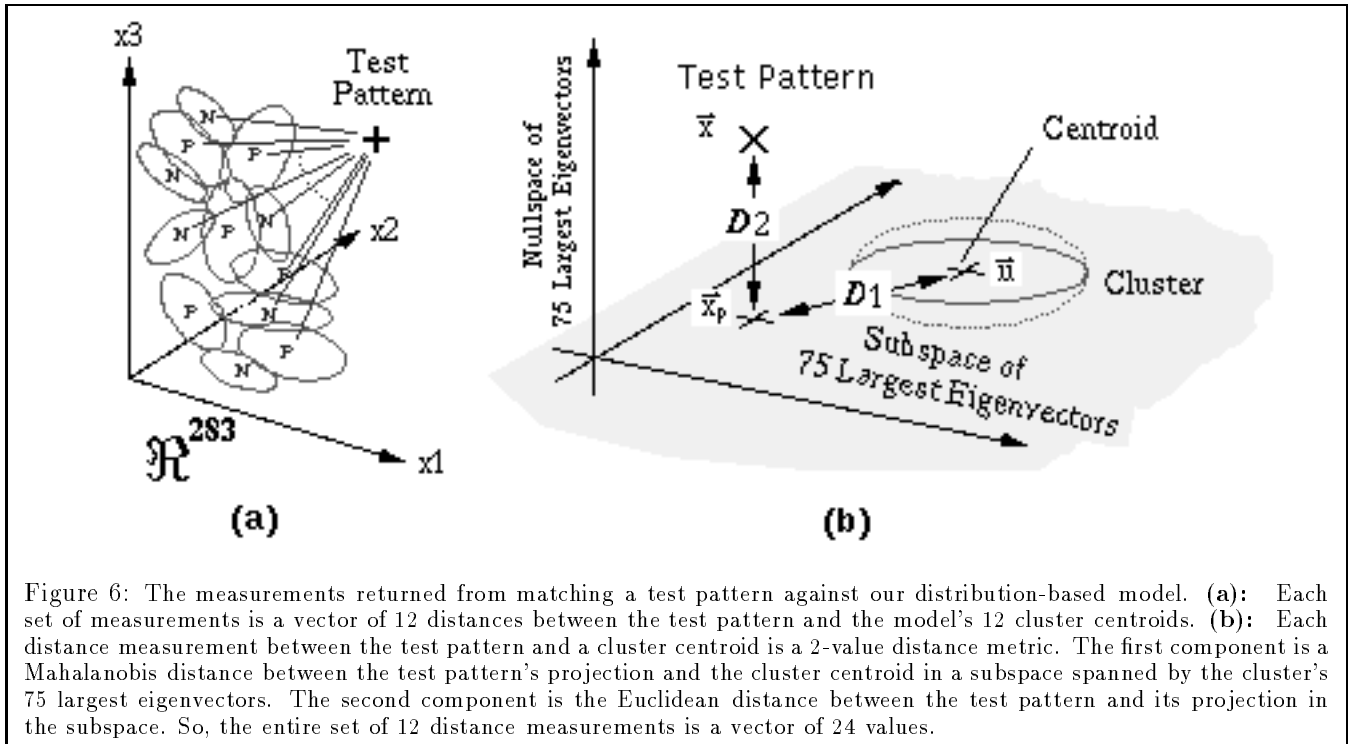 x3
Test
Pattern
N
P
P
N
N
P
N
x2
P
P
N
P
N
ℜ283
x1
(a)
Nullspace of
75 Largest Eigenvectors
Test Pattern
x⃗
Centroid
D2
u⃗
Cluster
x⃗p
D1
Subspace of
75 Largest Eigenvectors
(b)
Figure 6: The measurements returned from matching a test pattern against our distribution-based model. (a): Each
set of measurements is a vector of 12 distances between the test pattern and the model's 12 cluster centroids. (b): Each
distance measurement between the test pattern and a cluster centroid is a 2-value distance metric. The first component is a
Mahalanobis distance between the test pattern's projection and the cluster centroid in a subspace spanned by the cluster's
75 largest eigenvectors. The second component is the Euclidean distance between the test pattern and its projection in
the subspace. So, the entire set of 12 distance measurements is a vector of 24 values.